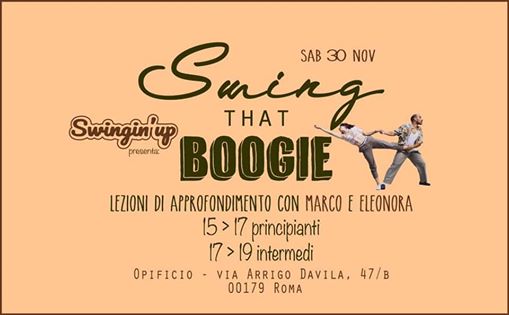 SAB 30 NOV
Swing
THAT
BOOGIE
Swingin'up
presenta:
LEZIONI DI APPROFONDIMENTO CON MARCO E ELEONORA
15 > 17 principianti
17 > 19 intermedi
OPIFICIO - VIA ARRIGO DAVILA, 47/B
00179 ROMA